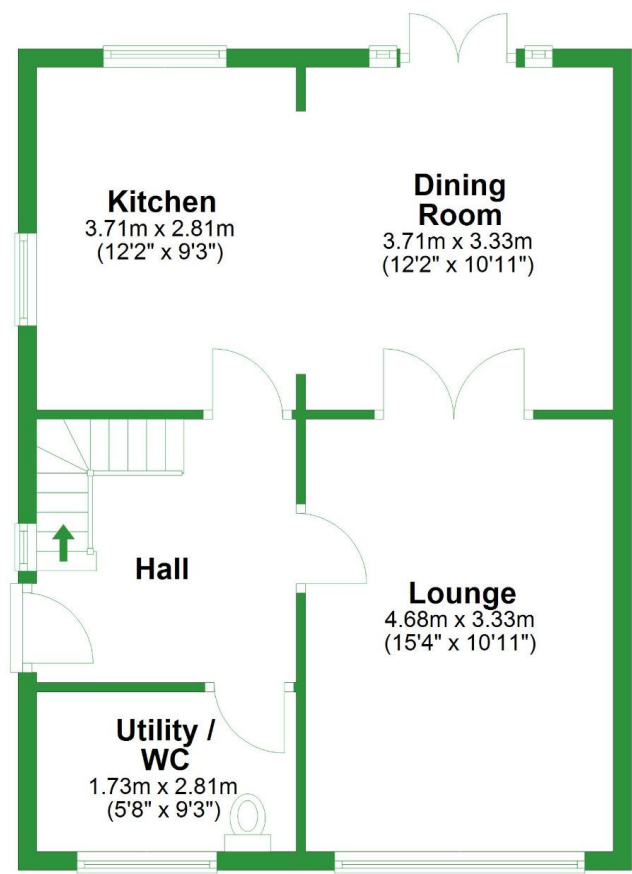 Kitchen
3.71m x 2.81m
(12'2" x 9'3")
Dining
Room
3.71m x 3.33m
(12'2" x 10'11")
Hall
Lounge
4.68m x 3.33m
(15'4" x 10'11")
Utility /
WC
1.73m x 2.81m
(5'8" x 9'3")